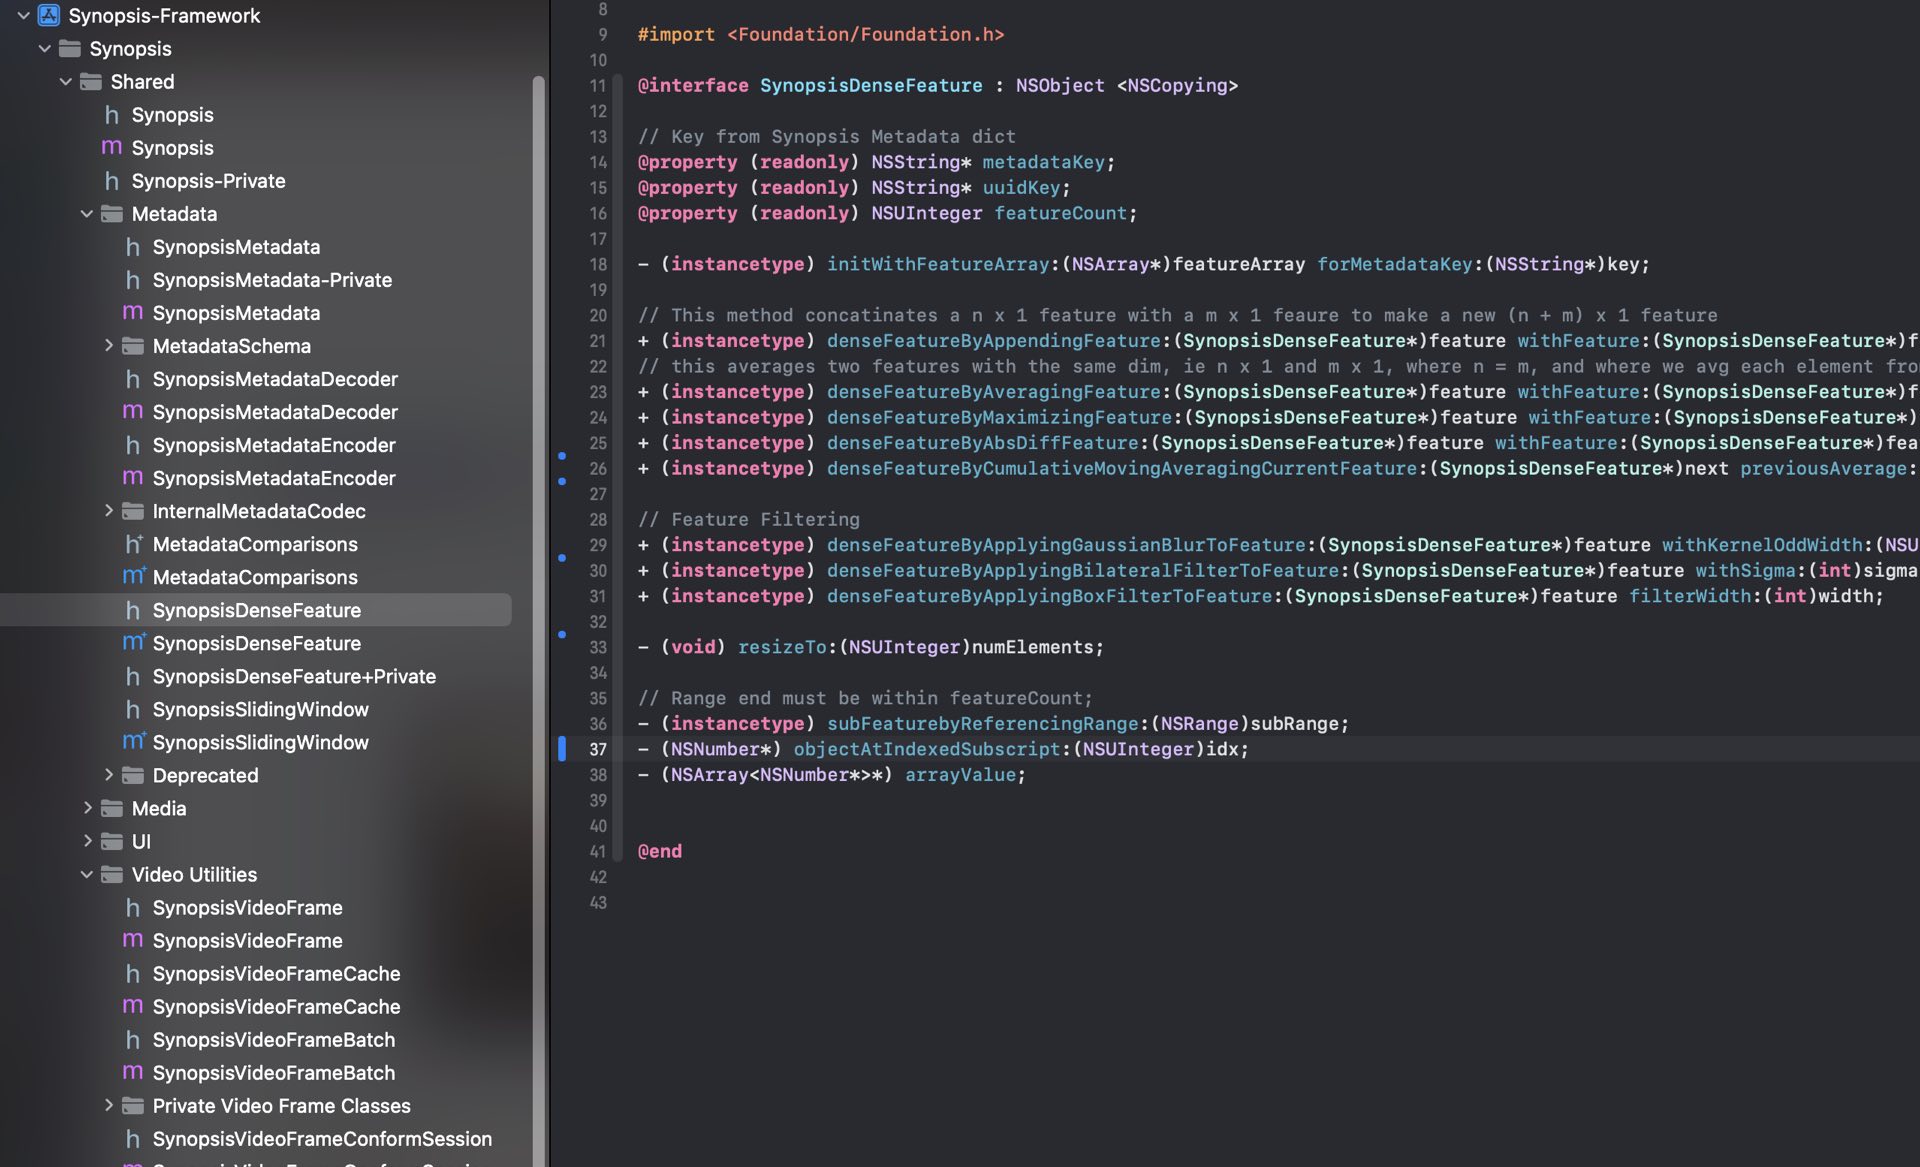 Synopsis-Framework
Synopsis
Shared
h Synopsis
m Synopsis
h Synopsis-Private
Metadata
h SynopsisMetadata
h SynopsisMetadata-Private
m SynopsisMetadata
MetadataSchema
h SynopsisMetadataDecoder
m SynopsisMetadataDecoder
h SynopsisMetadataEncoder
m SynopsisMetadataEncoder
InternalMetadataCodec
h+ MetadataComparisons
m+ MetadataComparisons
h SynopsisDenseFeature
m+ SynopsisDenseFeature
h SynopsisDenseFeature+Private
h SynopsisSlidingWindow
m+ SynopsisSlidingWindow
Deprecated
Media
UI
Video Utilities
h SynopsisVideoFrame
m SynopsisVideoFrame
h SynopsisVideoFrameCache
m SynopsisVideoFrameCache
h SynopsisVideoFrameBatch
m SynopsisVideoFrameBatch
Private Video Frame Classes
h SynopsisVideoFrameConformSession
8
9 #import <Foundation/Foundation.h>
10
11 @interface SynopsisDenseFeature : NSObject <NSCopying>
12
13 // Key from Synopsis Metadata dict
14 @property (readonly) NSString* metadataKey;
15 @property (readonly) NSString* uuidKey;
16 @property (readonly) NSUInteger featureCount;
17
18 - (instancetype) initWithFeatureArray:(NSArray*)featureArray forMetadataKey:(NSString*)key;
19
20 // This method concatinates a n x 1 feature with a m x 1 feaure to make a new (n + m) x 1 feature
21 + (instancetype) denseFeatureByAppendingFeature:(SynopsisDenseFeature*)feature withFeature:(SynopsisDenseFeature*)f
22 // this averages two features with the same dim, ie n x 1 and m x 1, where n = m, and where we avg each element fro
23 + (instancetype) denseFeatureByAveragingFeature:(SynopsisDenseFeature*)feature withFeature:(SynopsisDenseFeature*)f
24 + (instancetype) denseFeatureByMaximizingFeature:(SynopsisDenseFeature*)feature withFeature:(SynopsisDenseFeature*)
25 + (instancetype) denseFeatureByAbsDiffFeature:(SynopsisDenseFeature*)feature withFeature:(SynopsisDenseFeature*)fea
26 + (instancetype) denseFeatureByCumulativeMovingAveragingCurrentFeature:(SynopsisDenseFeature*)next previousAverage:
27
28 // Feature Filtering
29 + (instancetype) denseFeatureByApplyingGaussianBlurToFeature:(SynopsisDenseFeature*)feature withKernelOddWidth:(NSU
30 + (instancetype) denseFeatureByApplyingBilateralFilterToFeature:(SynopsisDenseFeature*)feature withSigma:(int)sigma
31 + (instancetype) denseFeatureByApplyingBoxFilterToFeature:(SynopsisDenseFeature*)feature filterWidth:(int)width;
32
33 - (void) resizeTo:(NSUInteger)numElements;
34
35 // Range end must be within featureCount;
36 - (instancetype) subFeaturebyReferencingRange:(NSRange)subRange;
37 - (NSNumber*) objectAtIndexedSubscript:(NSUInteger)idx;
38 - (NSArray<NSNumber*>*) arrayValue;
39
40
41 @end
42
43